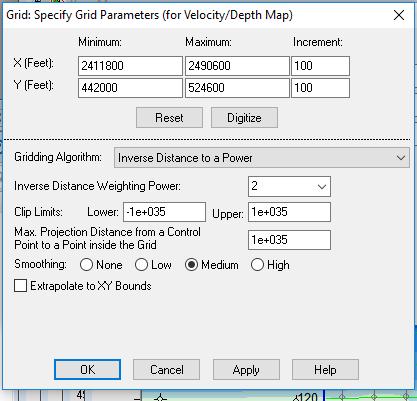 Grid: Specify Grid Parameters (for Velocity/Depth Map)
Minimum: Maximum: Increment:
X (Feet): 2411800 2490600 100
Y (Feet): 442000 524600 100
Reset Digitize
Gridding Algorithm: Inverse Distance to a Power
Inverse Distance Weighting Power: 2
Clip Limits: Lower: -1e+035 Upper: 1e+035
Max. Projection Distance from a Control
Point to a Point inside the Grid 1e+035
Smoothing: None Low Medium High
Extrapolate to XY Bounds
OK Cancel Apply Help
120